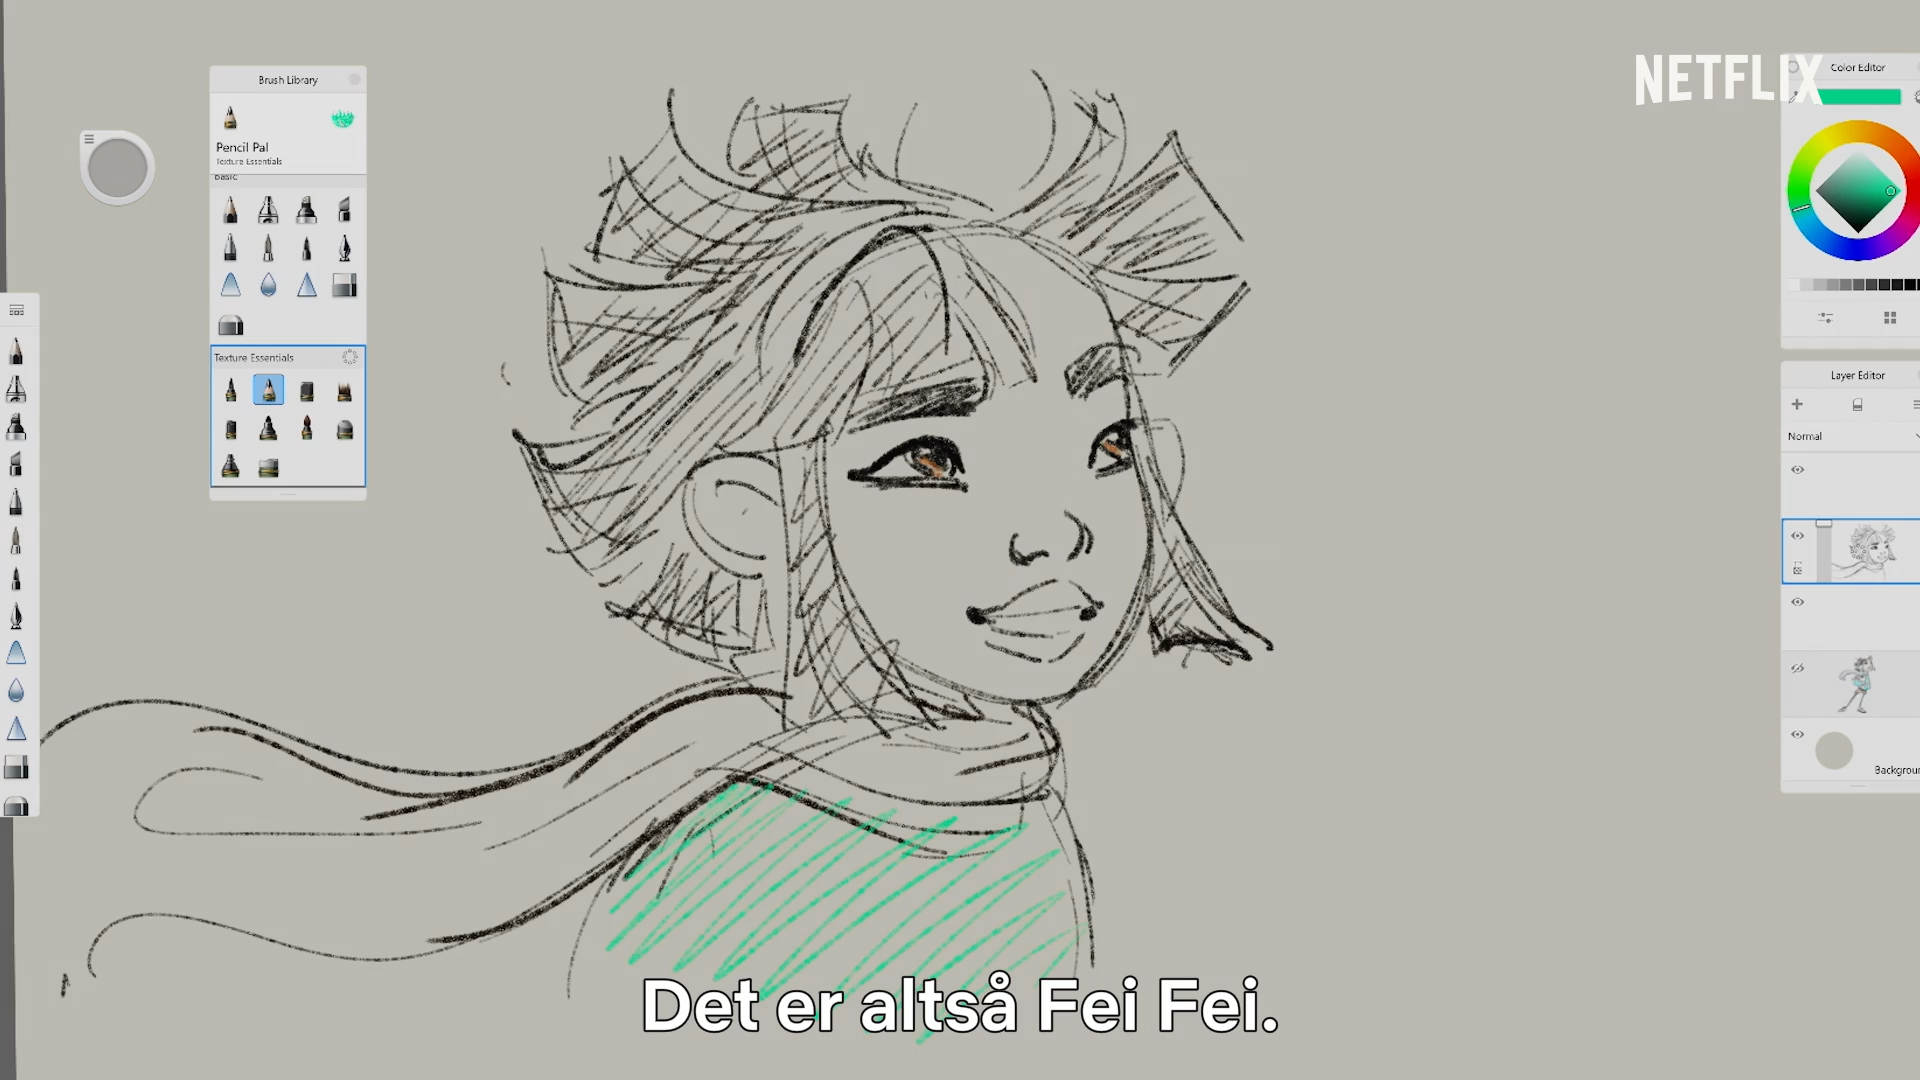 NETFLIX
Brush Library
Pencil Pal
Texture Essentials
Basic
Texture Essentials
Color Editor
Layer Editor
Normal
Backgroun
Det er altså Fei Fei.